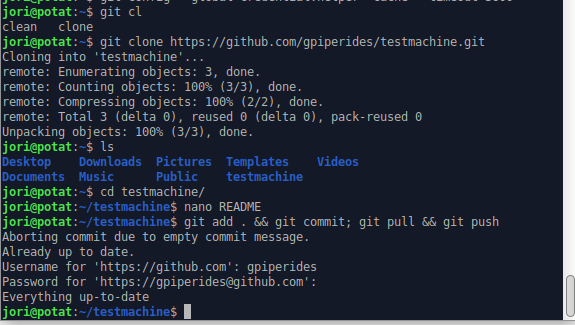 jori@potat:~$ git cl
clean   clone
jori@potat:~$ git clone https://github.com/gpiperides/testmachine.git
Cloning into 'testmachine'...
remote: Enumerating objects: 3, done.
remote: Counting objects: 100% (3/3), done.
remote: Compressing objects: 100% (2/2), done.
remote: Total 3 (delta 0), reused 0 (delta 0), pack-reused 0
Unpacking objects: 100% (3/3), done.
jori@potat:~$ ls
Desktop    Downloads  Pictures  Templates    Videos
Documents  Music      Public    testmachine
jori@potat:~$ cd testmachine/
jori@potat:~/testmachine$ nano README
jori@potat:~/testmachine$ git add . && git commit; git pull && git push
Aborting commit due to empty commit message.
Already up to date.
Username for 'https://github.com': gpiperides
Password for 'https://gpiperides@github.com':
Everything up-to-date
jori@potat:~/testmachine$